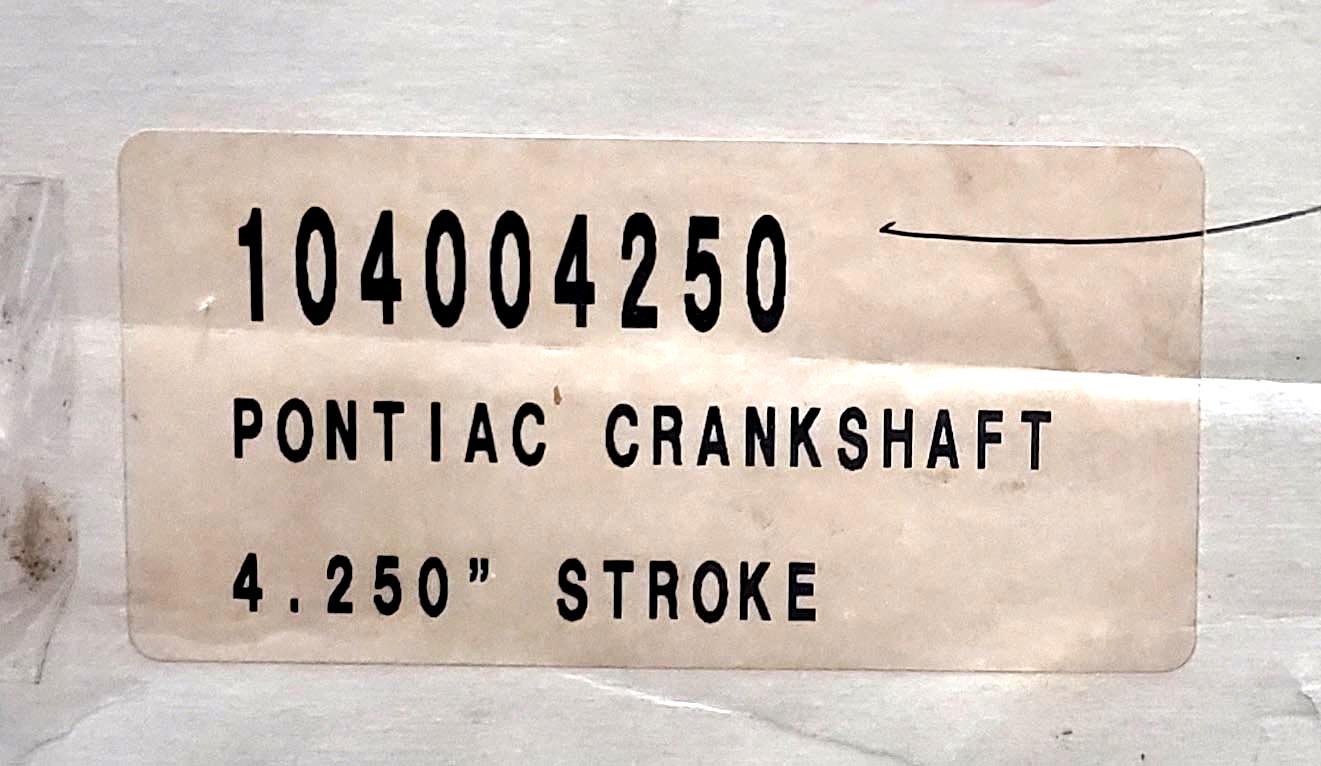 104004250
PONTIAC CRANKSHAFT
4.250" STROKE